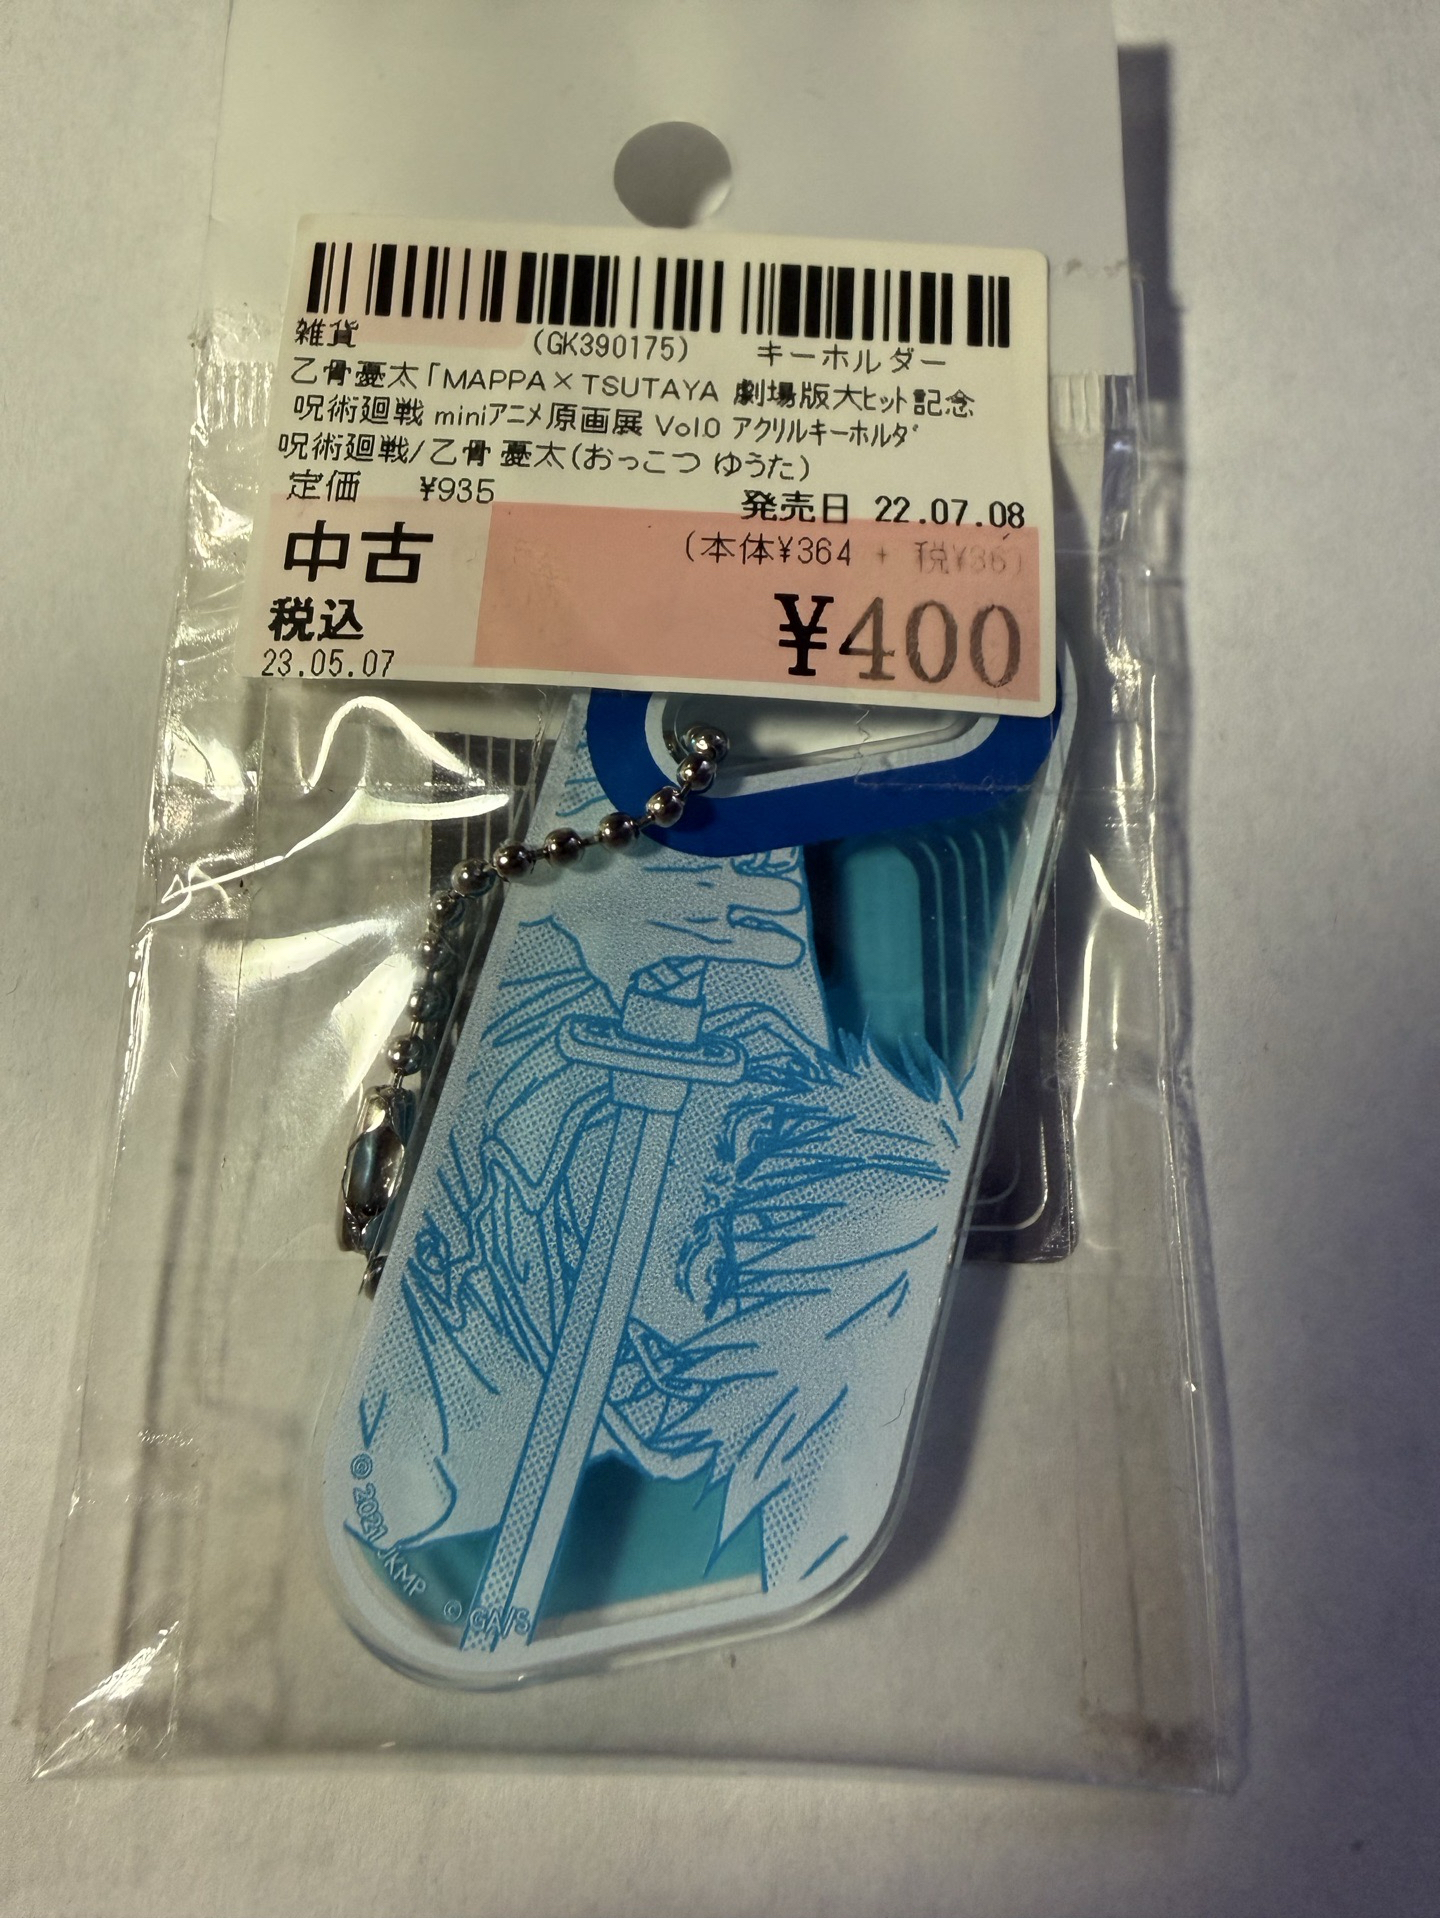 雑貨 (GK390175) キーホルダー
乙骨憂太「MAPPA×TSUTAYA 劇場版大ヒット記念
呪術廻戦 miniアニメ原画展 Vol.0 アクリルキーホルダ
呪術廻戦/乙骨 憂太(おっこつ ゆうた)
定価 ¥935
発売日 22.07.08
中古 (本体¥364 + 税¥36)
税込 ¥400
23.05.07
© 2021 JKMP
© GA/S